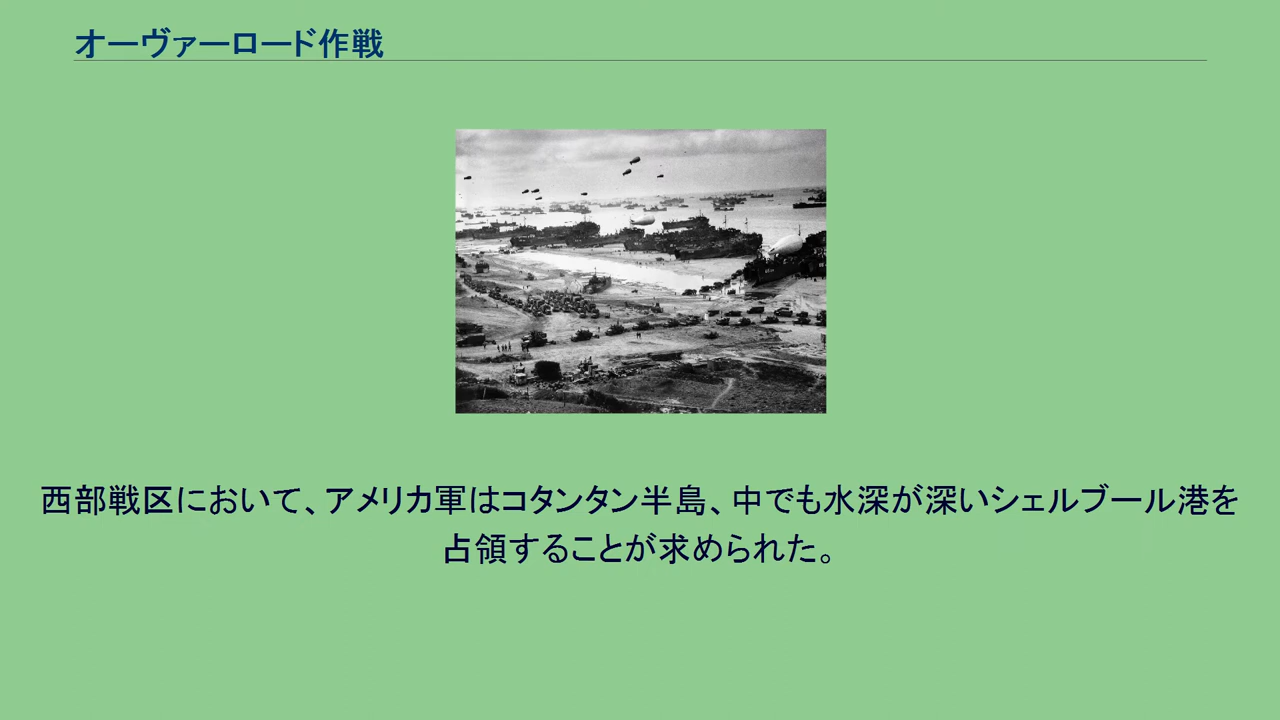 オーヴァーロード作戦
西部戦区において、アメリカ軍はコタンタン半島、中でも水深が深いシェルブール港を
占領することが求められた。